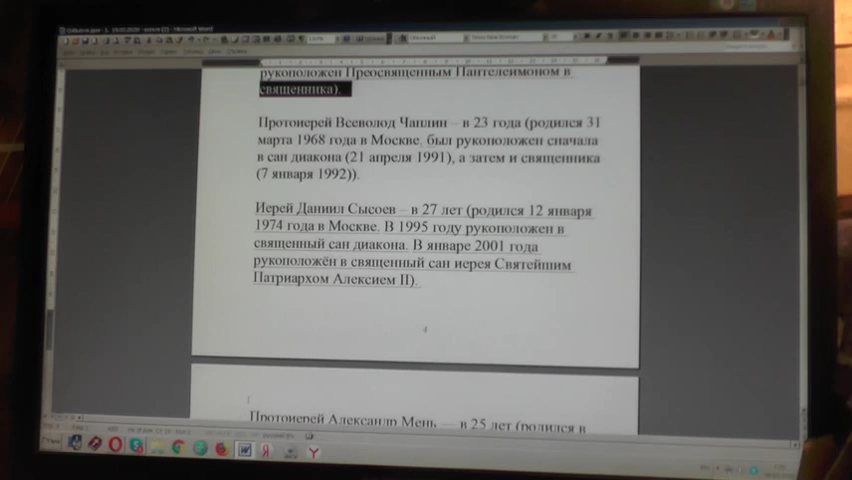 рукоположен Преосвященным Пантелеимоном в
священника).
Протоиерей Всеволод Чаплин – в 23 года (родился 31
марта 1968 года в Москве, был рукоположен сначала
в сан диакона (21 апреля 1991), а затем и священника
(7 января 1992)).
Иерей Даниил Сысоев – в 27 лет (родился 12 января
1974 года в Москве. В 1995 году рукоположен в
священный сан диакона. В январе 2001 года
рукоположён в священный сан иерея Святейшим
Патриархом Алексием II).
4
Протоиерей Александр Мень — в 25 лет (родился в